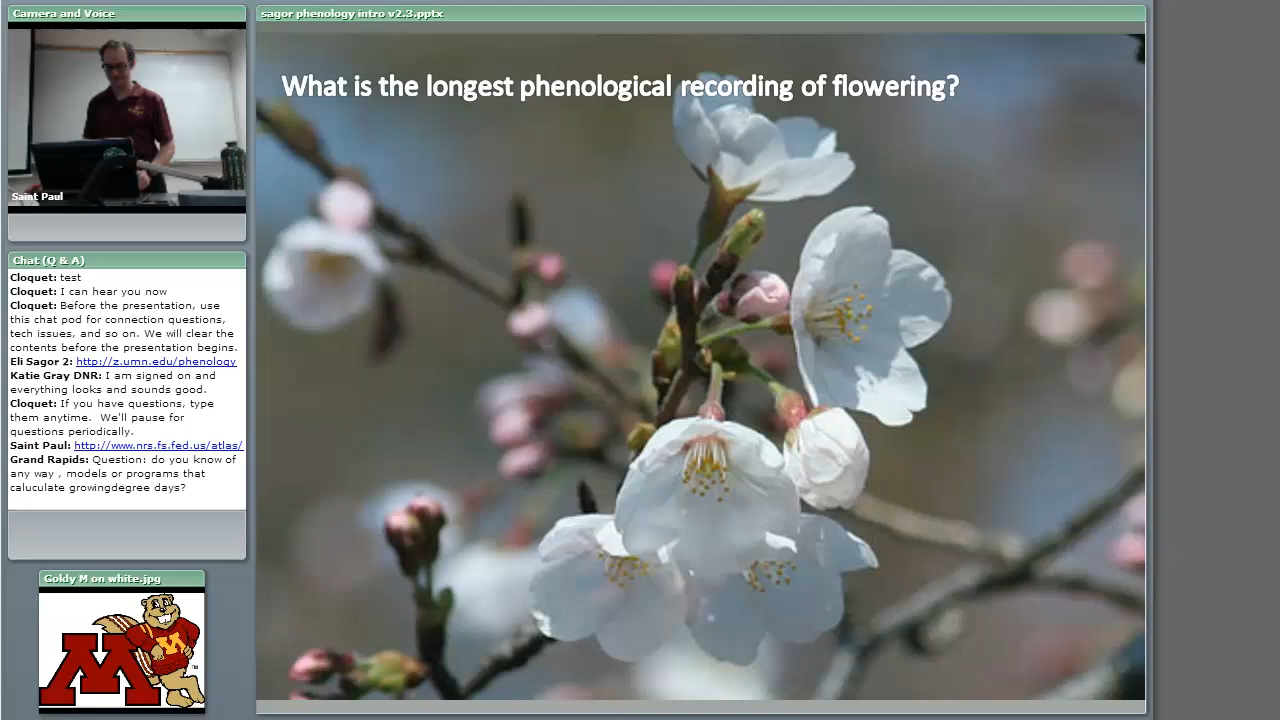 Camera and Voice
Saint Paul
Chat (Q & A)
Cloquet: test
Cloquet: I can hear you now
Cloquet: Before the presentation, use
this chat pod for connection questions,
tech issues, and so on. We will clear the
contents before the presentation begins.
Eli Sagor 2: http://z.umn.edu/phenology
Katie Gray DNR: I am signed on and
everything looks and sounds good.
Cloquet: If you have questions, type
them anytime.  We'll pause for
questions periodically.
Saint Paul: http://www.nrs.fs.fed.us/atlas/
Grand Rapids: Question: do you know of
any way , models or programs that
caluculate growingdegree days?
Goldy M on white.jpg
M
M
TM
sagor phenology intro v2.3.pptx
What is the longest phenological recording of flowering?